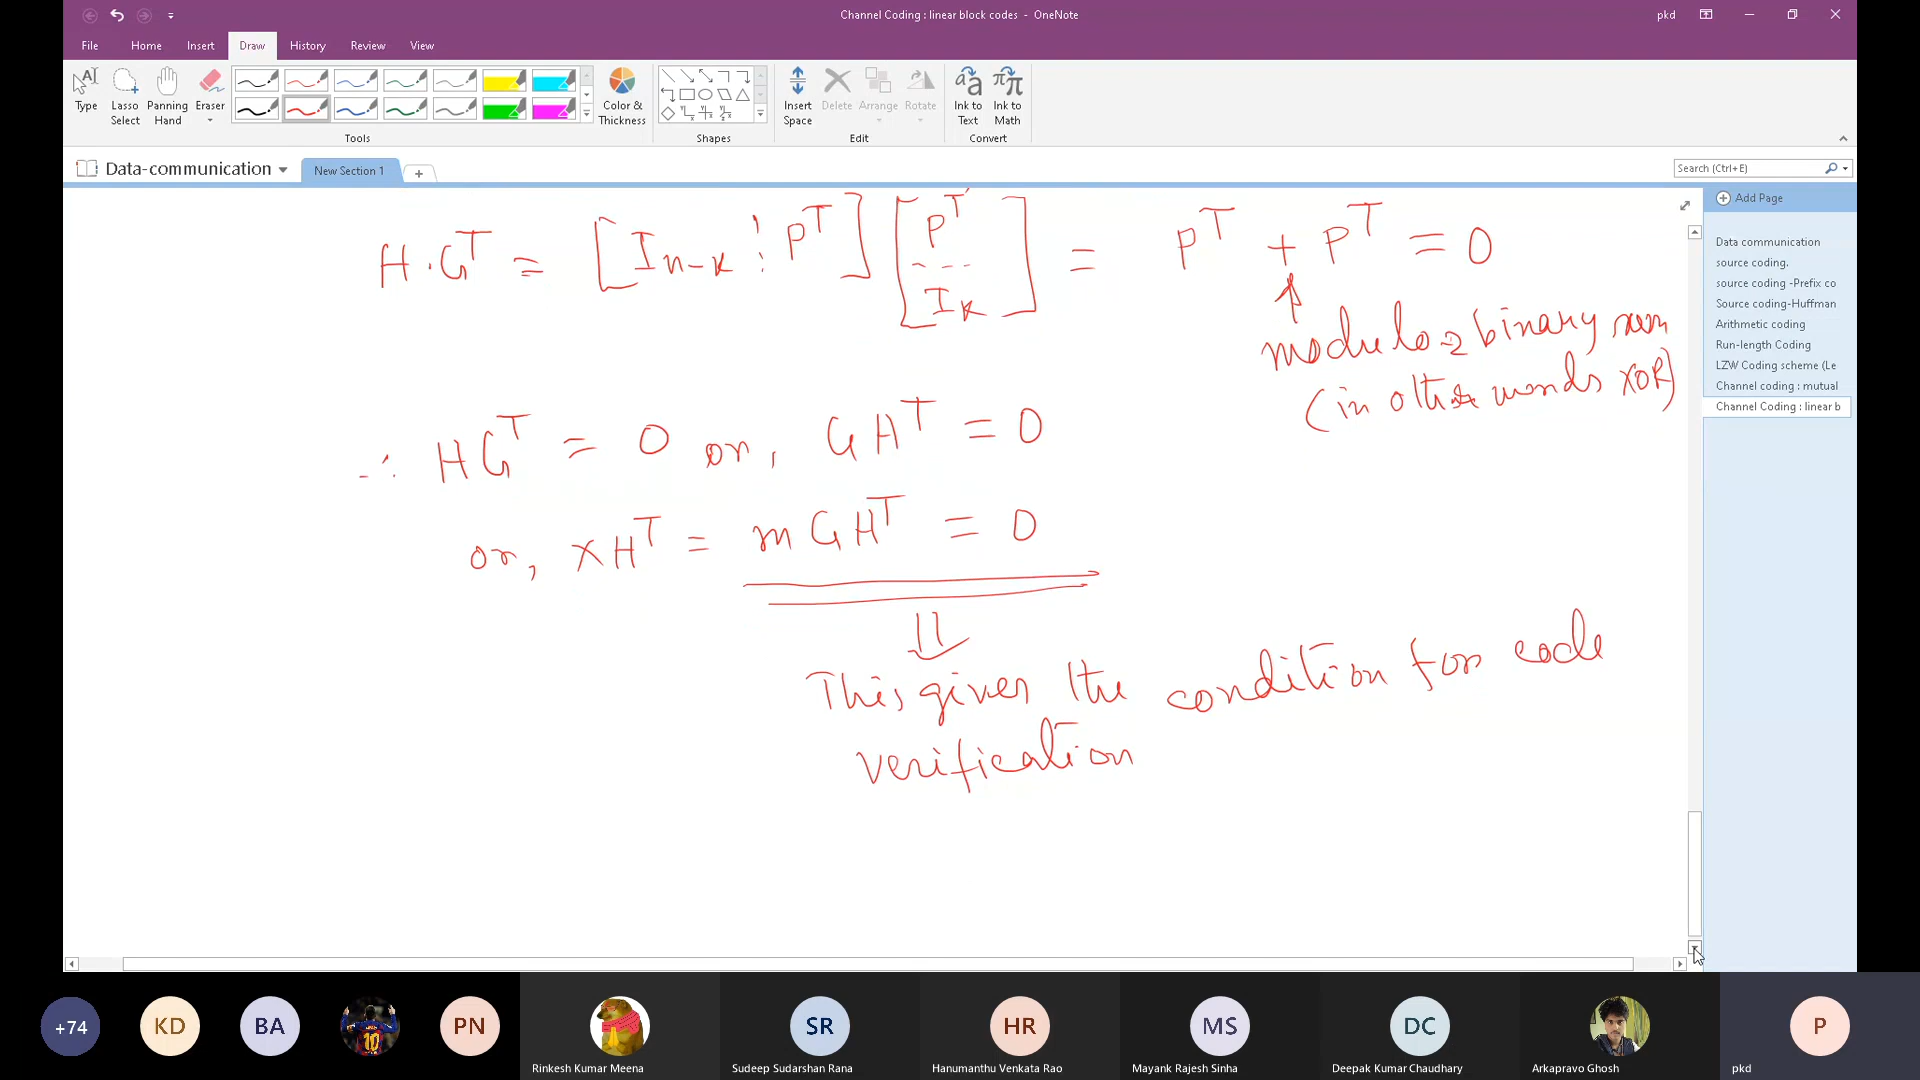 Channel Coding : linear block codes - OneNote
pkd
File Home Insert Draw History Review View
Type
Lasso Select
Panning Hand
Eraser
Color & Thickness
Insert Space
Delete
Arrange
Rotate
Ink to Text
Ink to Math
Tools
Shapes
Edit
Convert
Data-communication
New Section 1
Search (Ctrl+E)
Add Page
Data communication
source coding.
source coding -Prefix co
Source coding-Huffman
Arithmetic coding
Run-length Coding
LZW Coding scheme (Le
Channel coding : mutual
Channel Coding : linear b
H.G^T = [I_{n-k} ⋮ P^T] [P^T --- I_k] = P^T + P^T = 0
modulo-2 binary sum
(in other words XOR)
∴ HG^T = 0 or, GH^T = 0
or, XH^T = mGH^T = 0
This gives the condition for code
verification
+74
KD
BA
10
PN
SR
HR
MS
DC
P
Rinkesh Kumar Meena
Sudeep Sudarshan Rana
Hanumanthu Venkata Rao
Mayank Rajesh Sinha
Deepak Kumar Chaudhary
Arkapravo Ghosh
pkd